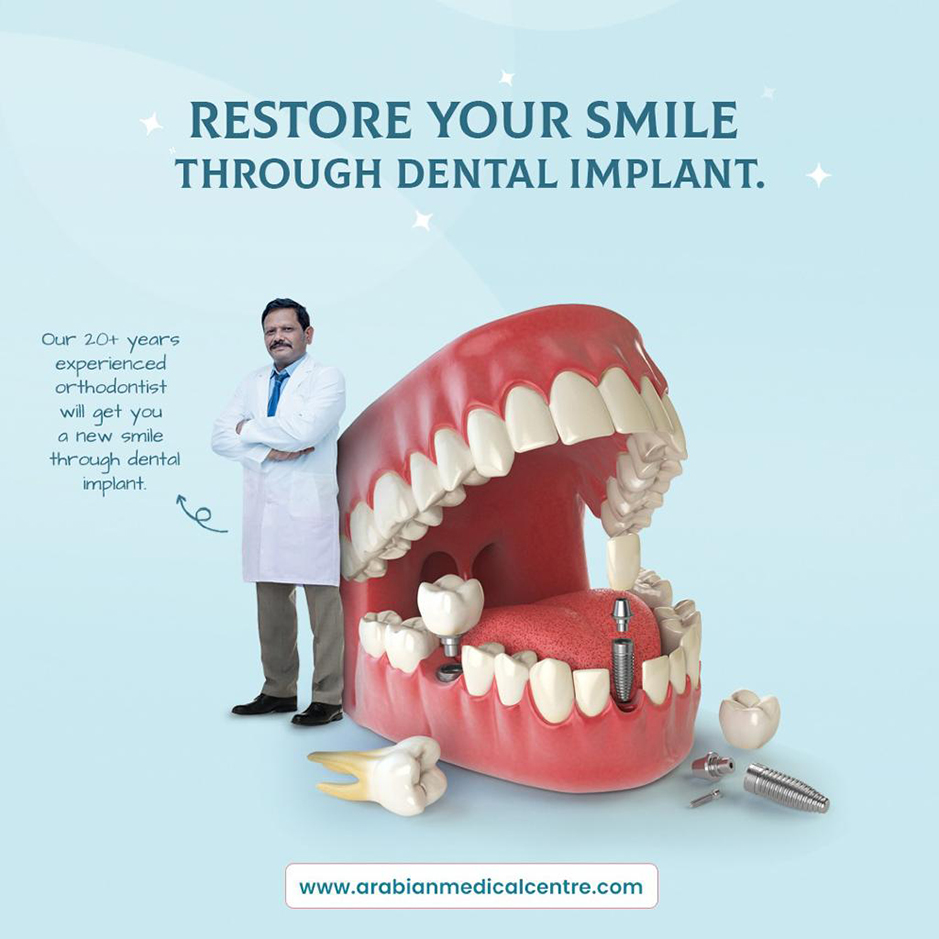 RESTORE YOUR SMILE
THROUGH DENTAL IMPLANT.
Our 20+ years
experienced
orthodontist
will get you
a new smile
through dental
implant.
www.arabianmedicalcentre.com